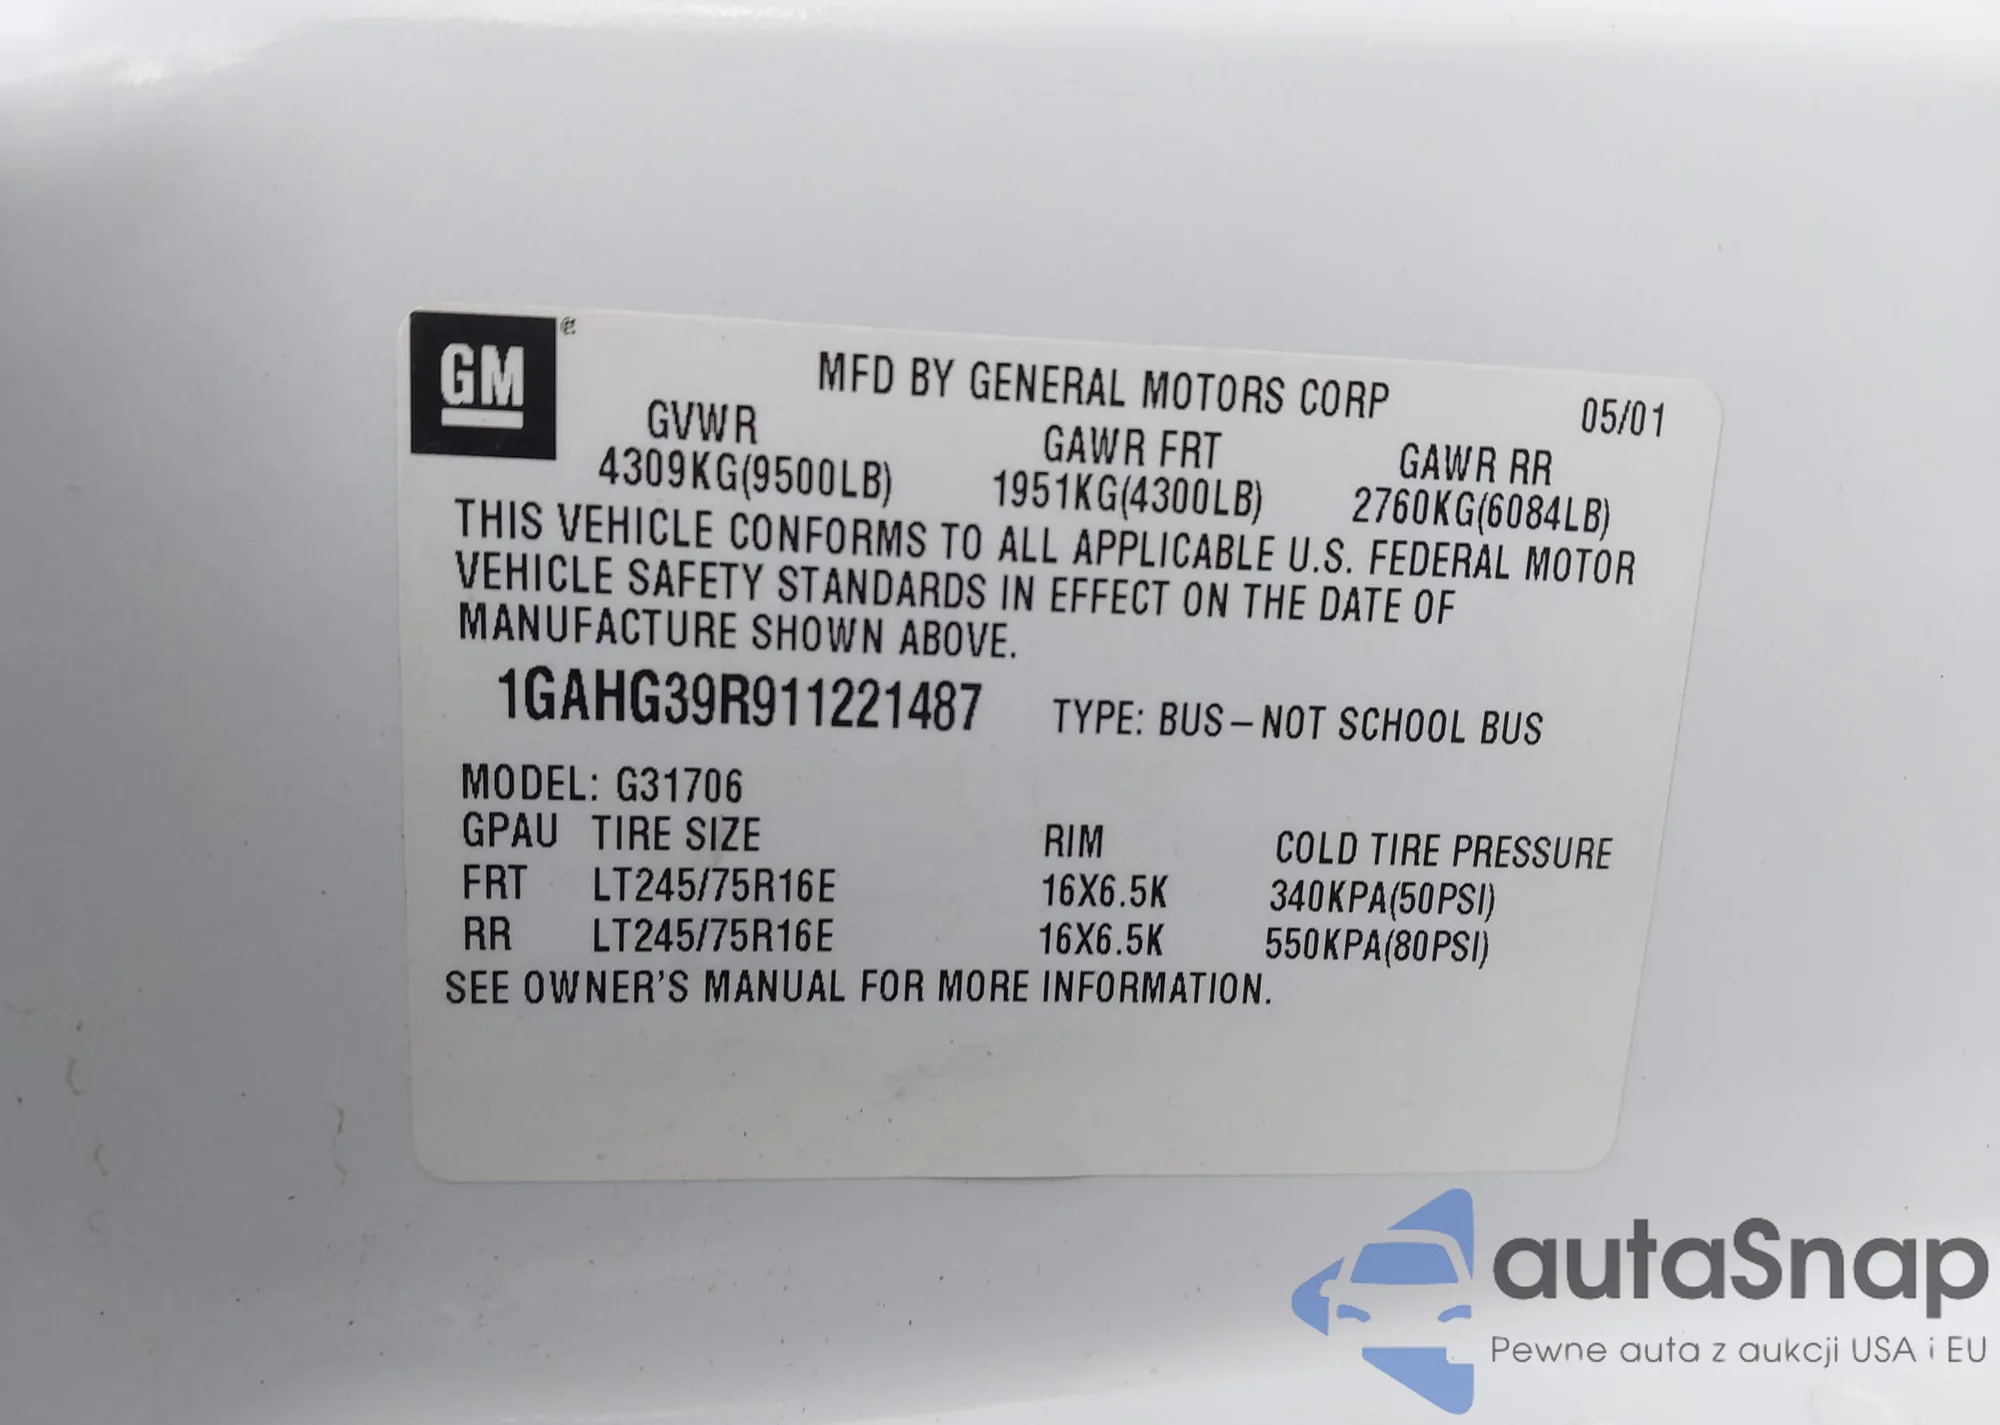 GM
MFD BY GENERAL MOTORS CORP 05/01
GVWR GAWR FRT GAWR RR
4309KG(9500LB) 1951KG(4300LB) 2760KG(6084LB)
THIS VEHICLE CONFORMS TO ALL APPLICABLE U.S. FEDERAL MOTOR
VEHICLE SAFETY STANDARDS IN EFFECT ON THE DATE OF
MANUFACTURE SHOWN ABOVE.
1GAHG39R911221487 TYPE: BUS–NOT SCHOOL BUS
MODEL: G31706
GPAU TIRE SIZE RIM COLD TIRE PRESSURE
FRT LT245/75R16E 16X6.5K 340KPA(50PSI)
RR LT245/75R16E 16X6.5K 550KPA(80PSI)
SEE OWNER'S MANUAL FOR MORE INFORMATION.
autaSnap
Pewne auta z aukcji USA i EU